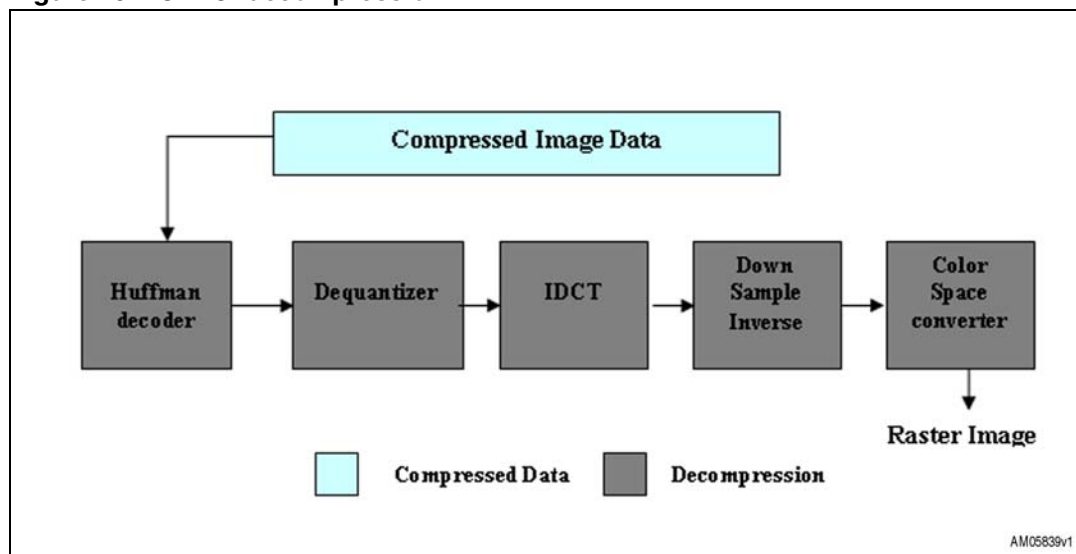 Compressed Image Data
Huffman
decoder
Dequantizer
IDCT
Down
Sample
Inverse
Color
Space
converter
Raster Image
Compressed Data
Decompression
AM05839v1